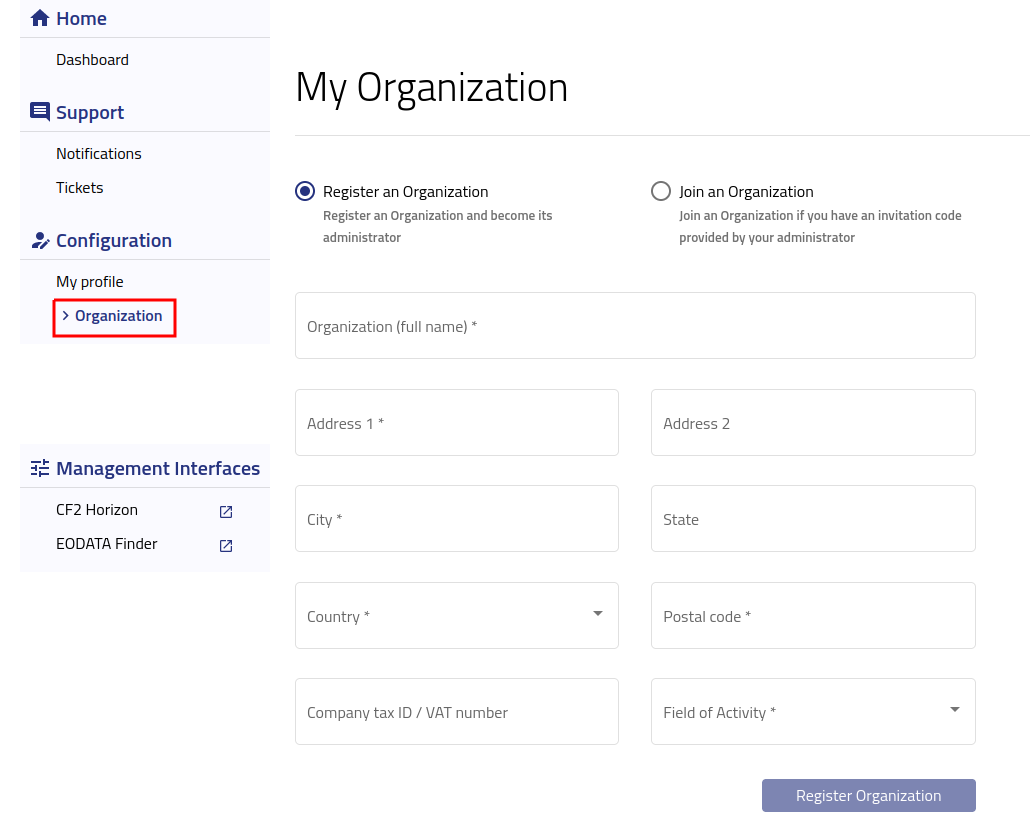 Home
Dashboard
Support
Notifications
Tickets
Configuration
My profile
Organization
Management Interfaces
CF2 Horizon
EODATA Finder
My Organization
Register an Organization
Register an Organization and become its
administrator
Join an Organization
Join an Organization if you have an invitation code
provided by your administrator
Organization (full name) *
Address 1 *
Address 2
City *
State
Country *
Postal code *
Company tax ID / VAT number
Field of Activity *
Register Organization